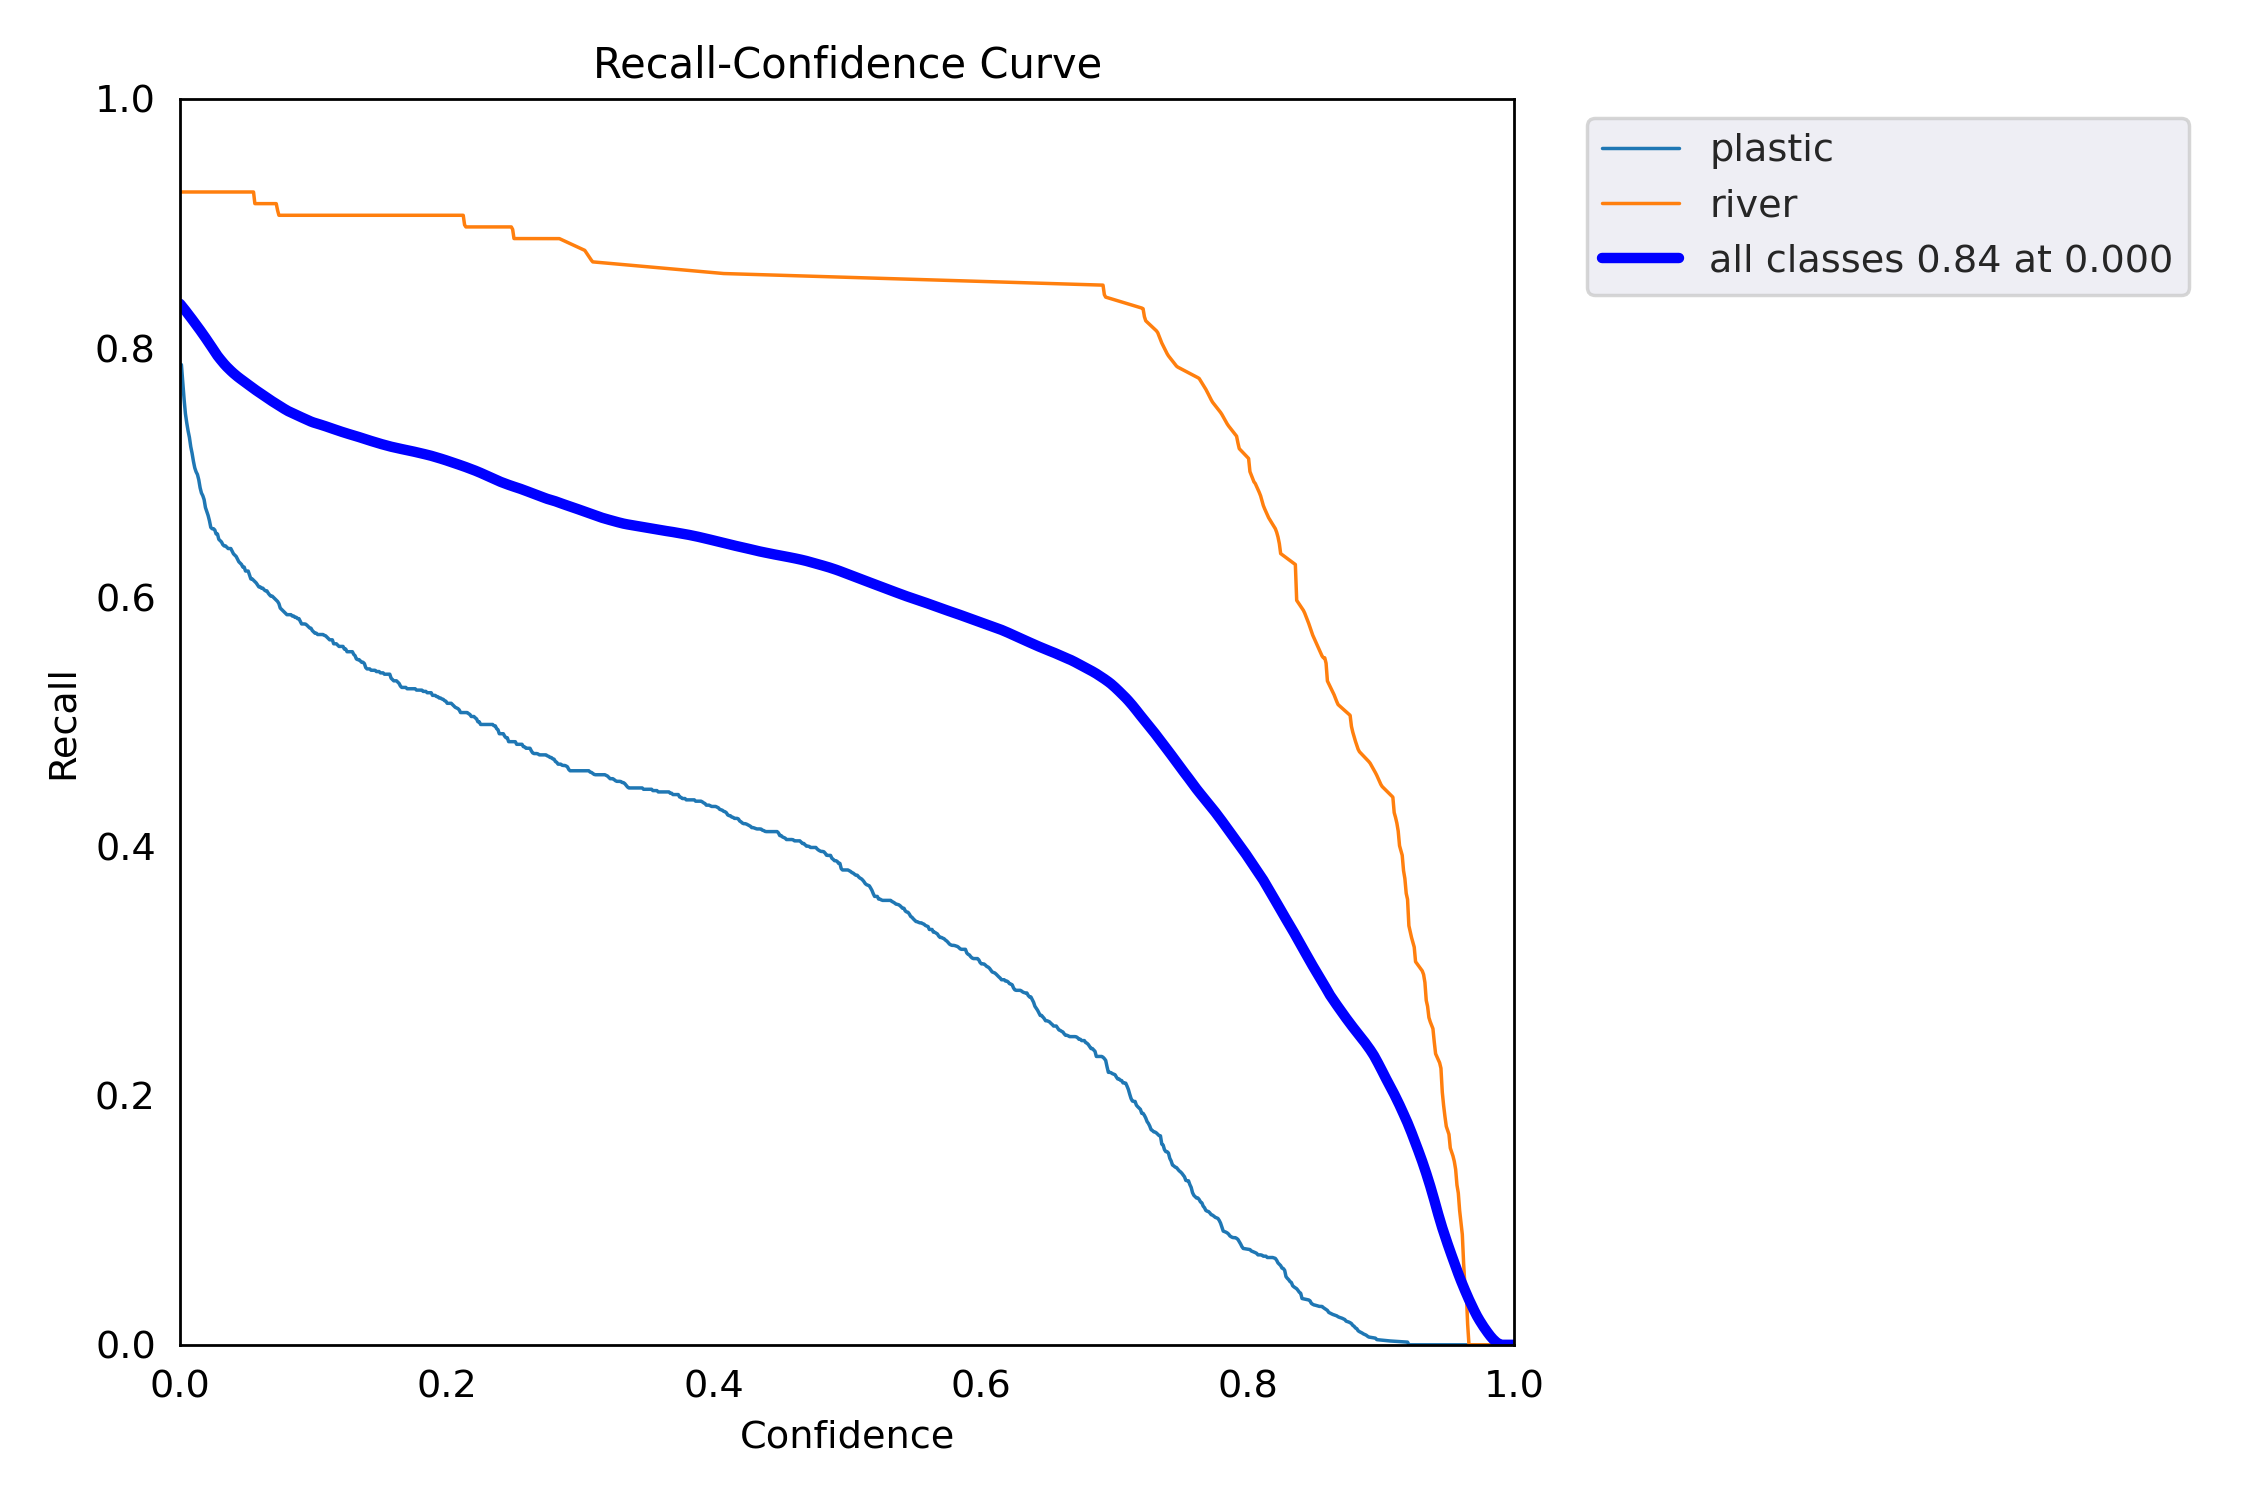 Recall-Confidence Curve
1.0
0.8
0.6
0.4
0.2
0.0
Recall
0.0 0.2 0.4 0.6 0.8 1.0
Confidence
plastic
river
all classes 0.84 at 0.000